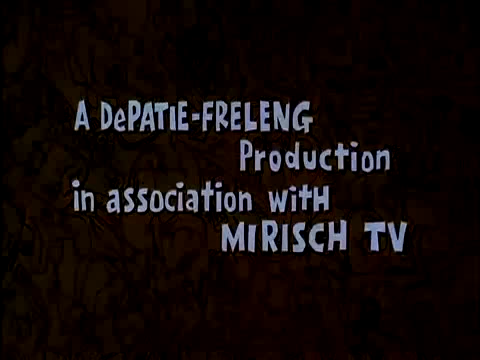 A DePATIE-FRELENG
Production
in association with
MIRISCH TV